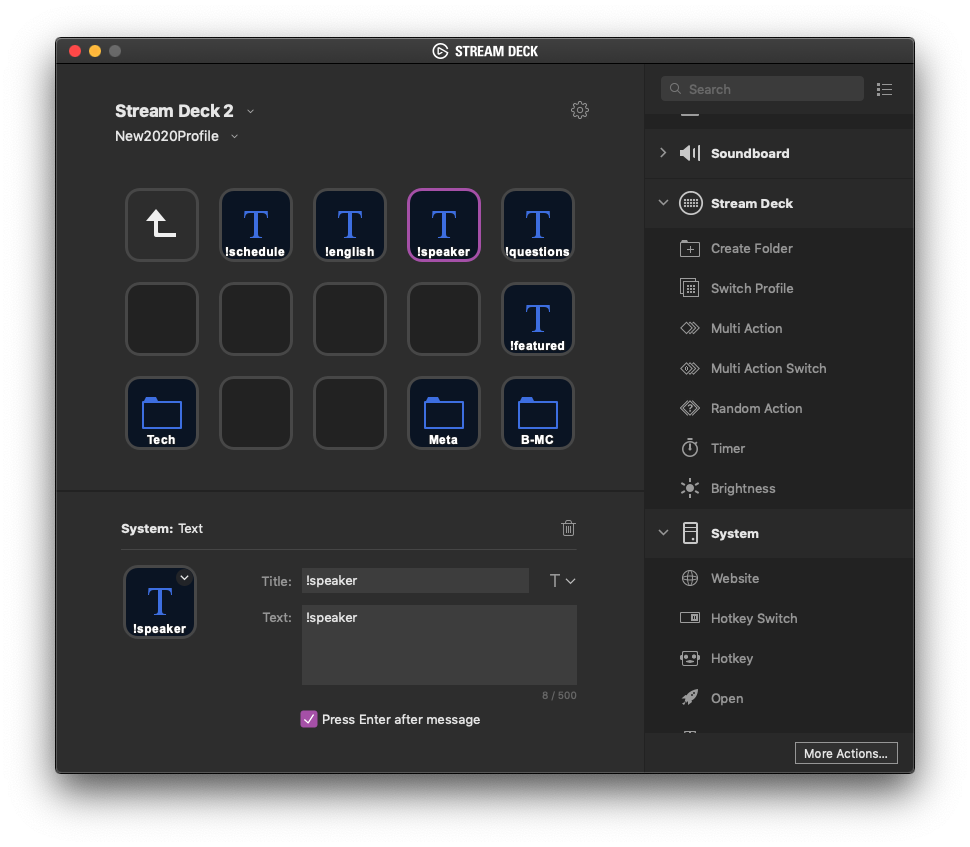 STREAM DECK
Stream Deck 2
New2020Profile
!schedule
!english
!speaker
!questions
!featured
Tech
Meta
B-MC
System: Text
!speaker
Title: !speaker
T
Text: !speaker
8 / 500
Press Enter after message
Search
Soundboard
Stream Deck
Create Folder
Switch Profile
Multi Action
Multi Action Switch
Random Action
Timer
Brightness
System
Website
Hotkey Switch
Hotkey
Open
More Actions...